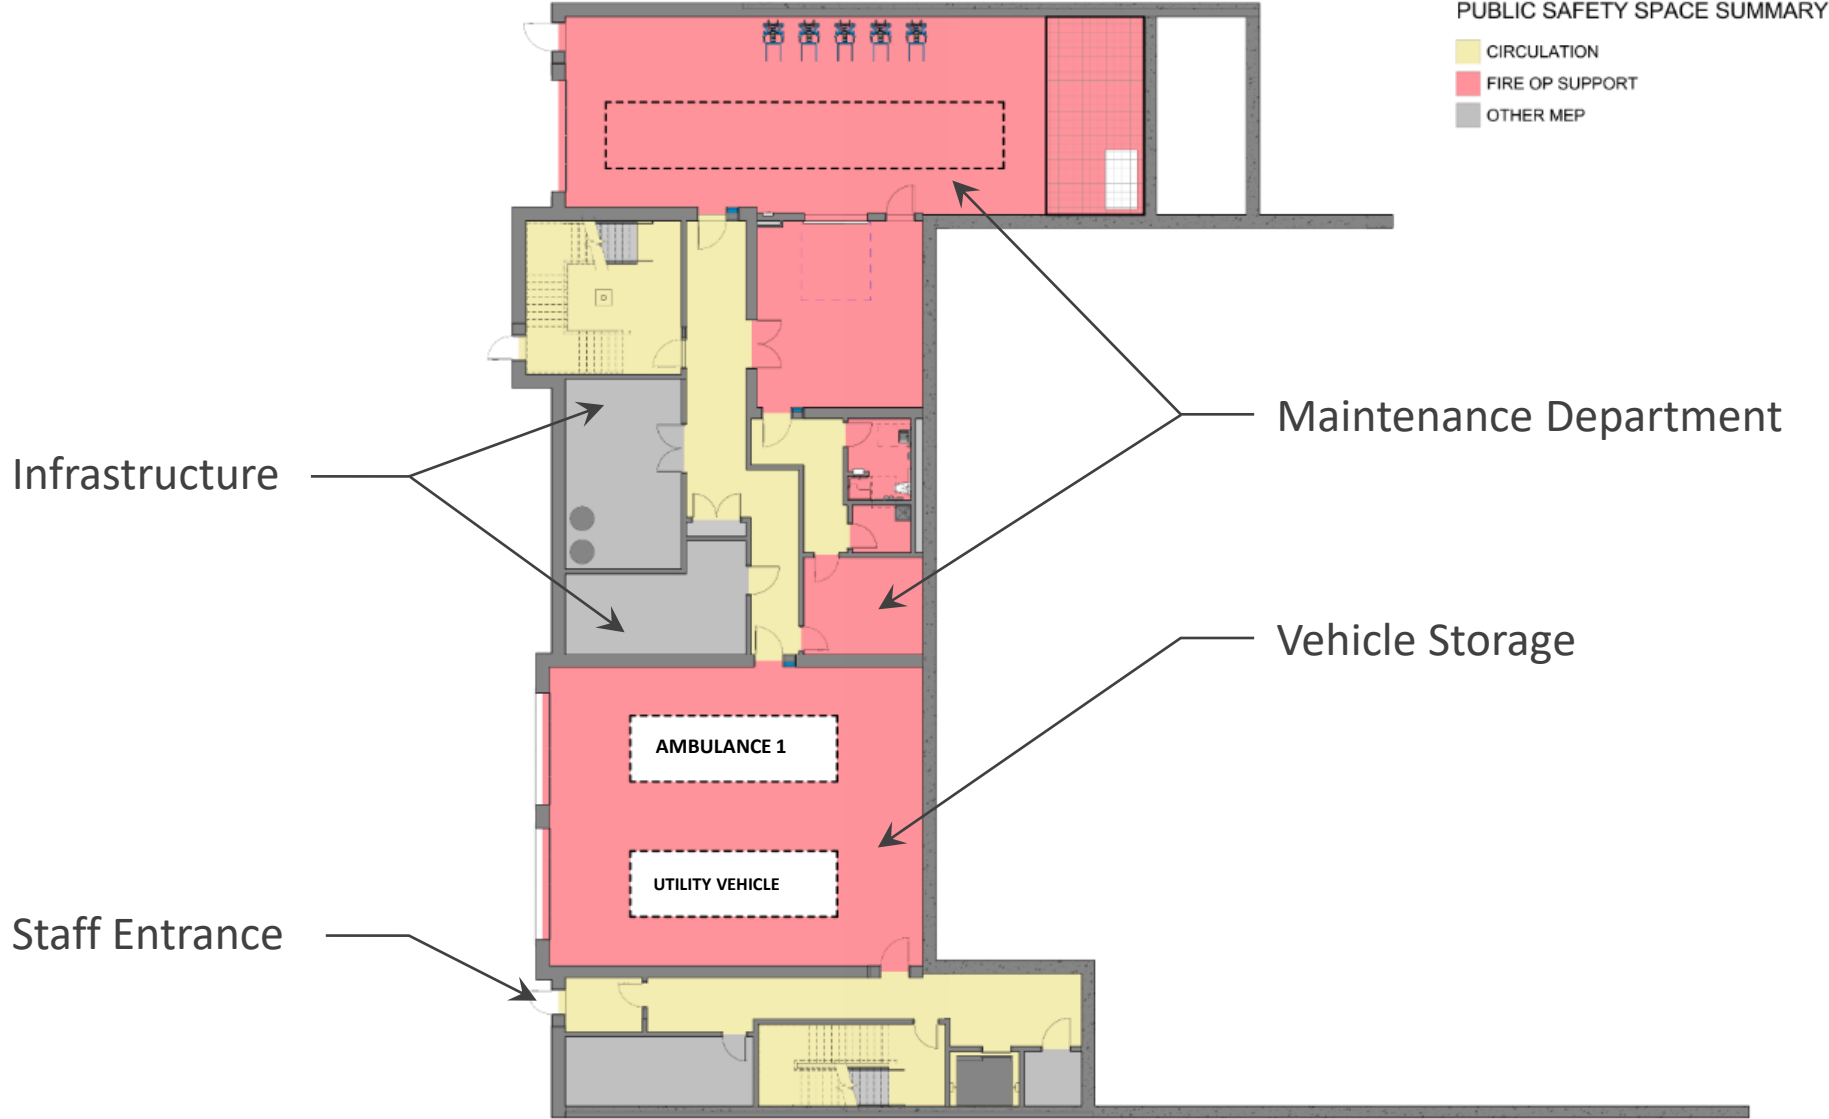 PUBLIC SAFETY SPACE SUMMARY
CIRCULATION
FIRE OP SUPPORT
OTHER MEP
Maintenance Department
Infrastructure
Vehicle Storage
AMBULANCE 1
UTILITY VEHICLE
Staff Entrance